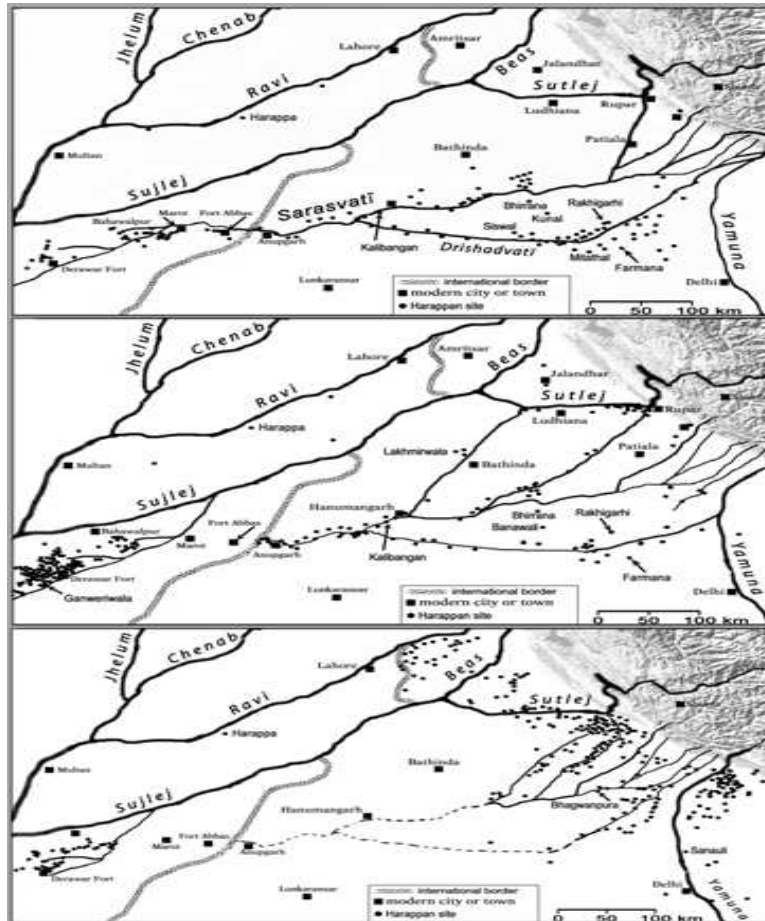 Jhelum
Chenab
Ravi
Lahore
Amritsar
Beas
Jalandhar
Sutlej
Ludhiana
Rupar
Harappa
Multan
Patiala
Bathinda
Sujlej
Sarasvatī
Bahawalpur
Marot
Fort Abbas
Anupgarh
Derawar Fort
Kalibangan
Bhirrana
Kunal
Siswal
Rakhigarhi
Drishadvati
Mitathal
Farmana
Yamuna
Delhi
Lunkaransar
international border
modern city or town
Harappan site
0 50 100 km
Jhelum
Chenab
Ravi
Lahore
Amritsar
Beas
Jalandhar
Sutlej
Ludhiana
Rupar
Harappa
Multan
Lakhmirwala
Bathinda
Patiala
Sujlej
Hanumangarh
Bahawalpur
Fort Abbas
Marot
Anupgarh
Kalibangan
Bhirrana
Banawali
Rakhigarhi
Derawar Fort
Ganweriwala
Farmana
Yamuna
Delhi
Lunkaransar
international border
modern city or town
Harappan site
0 50 100 km
Jhelum
Chenab
Ravi
Lahore
Beas
Sutlej
Harappa
Multan
Bathinda
Sujlej
Hanumangarh
Bhagwanpura
Marot
Fort Abbas
Anupgarh
Derawar Fort
Sanauli
Yamuna
Delhi
Lunkaransar
international border
modern city or town
Harappan site
0 50 100 km